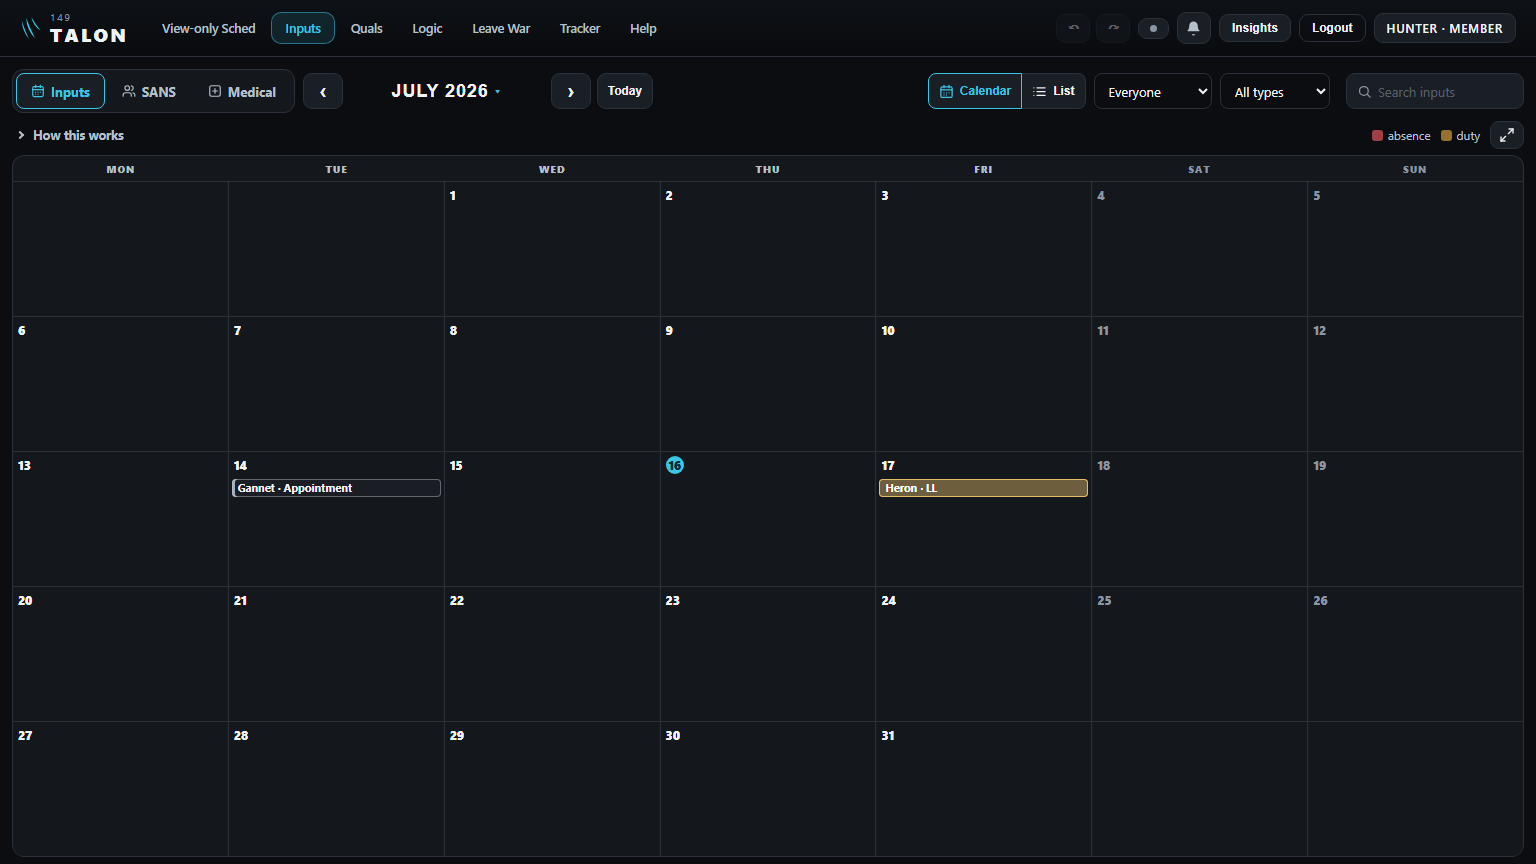 149
TALON
View-only Sched
Inputs
Quals
Logic
Leave War
Tracker
Help
Insights
Logout
HUNTER · MEMBER
Inputs
SANS
Medical
JULY 2026
Today
Calendar
List
Everyone
All types
Search inputs
How this works
absence
duty
MON TUE WED THU FRI SAT SUN
1 2 3 4 5
6 7 8 9 10 11 12
13 14 15 16 17 18 19
Gannet · Appointment
Heron · LL
20 21 22 23 24 25 26
27 28 29 30 31